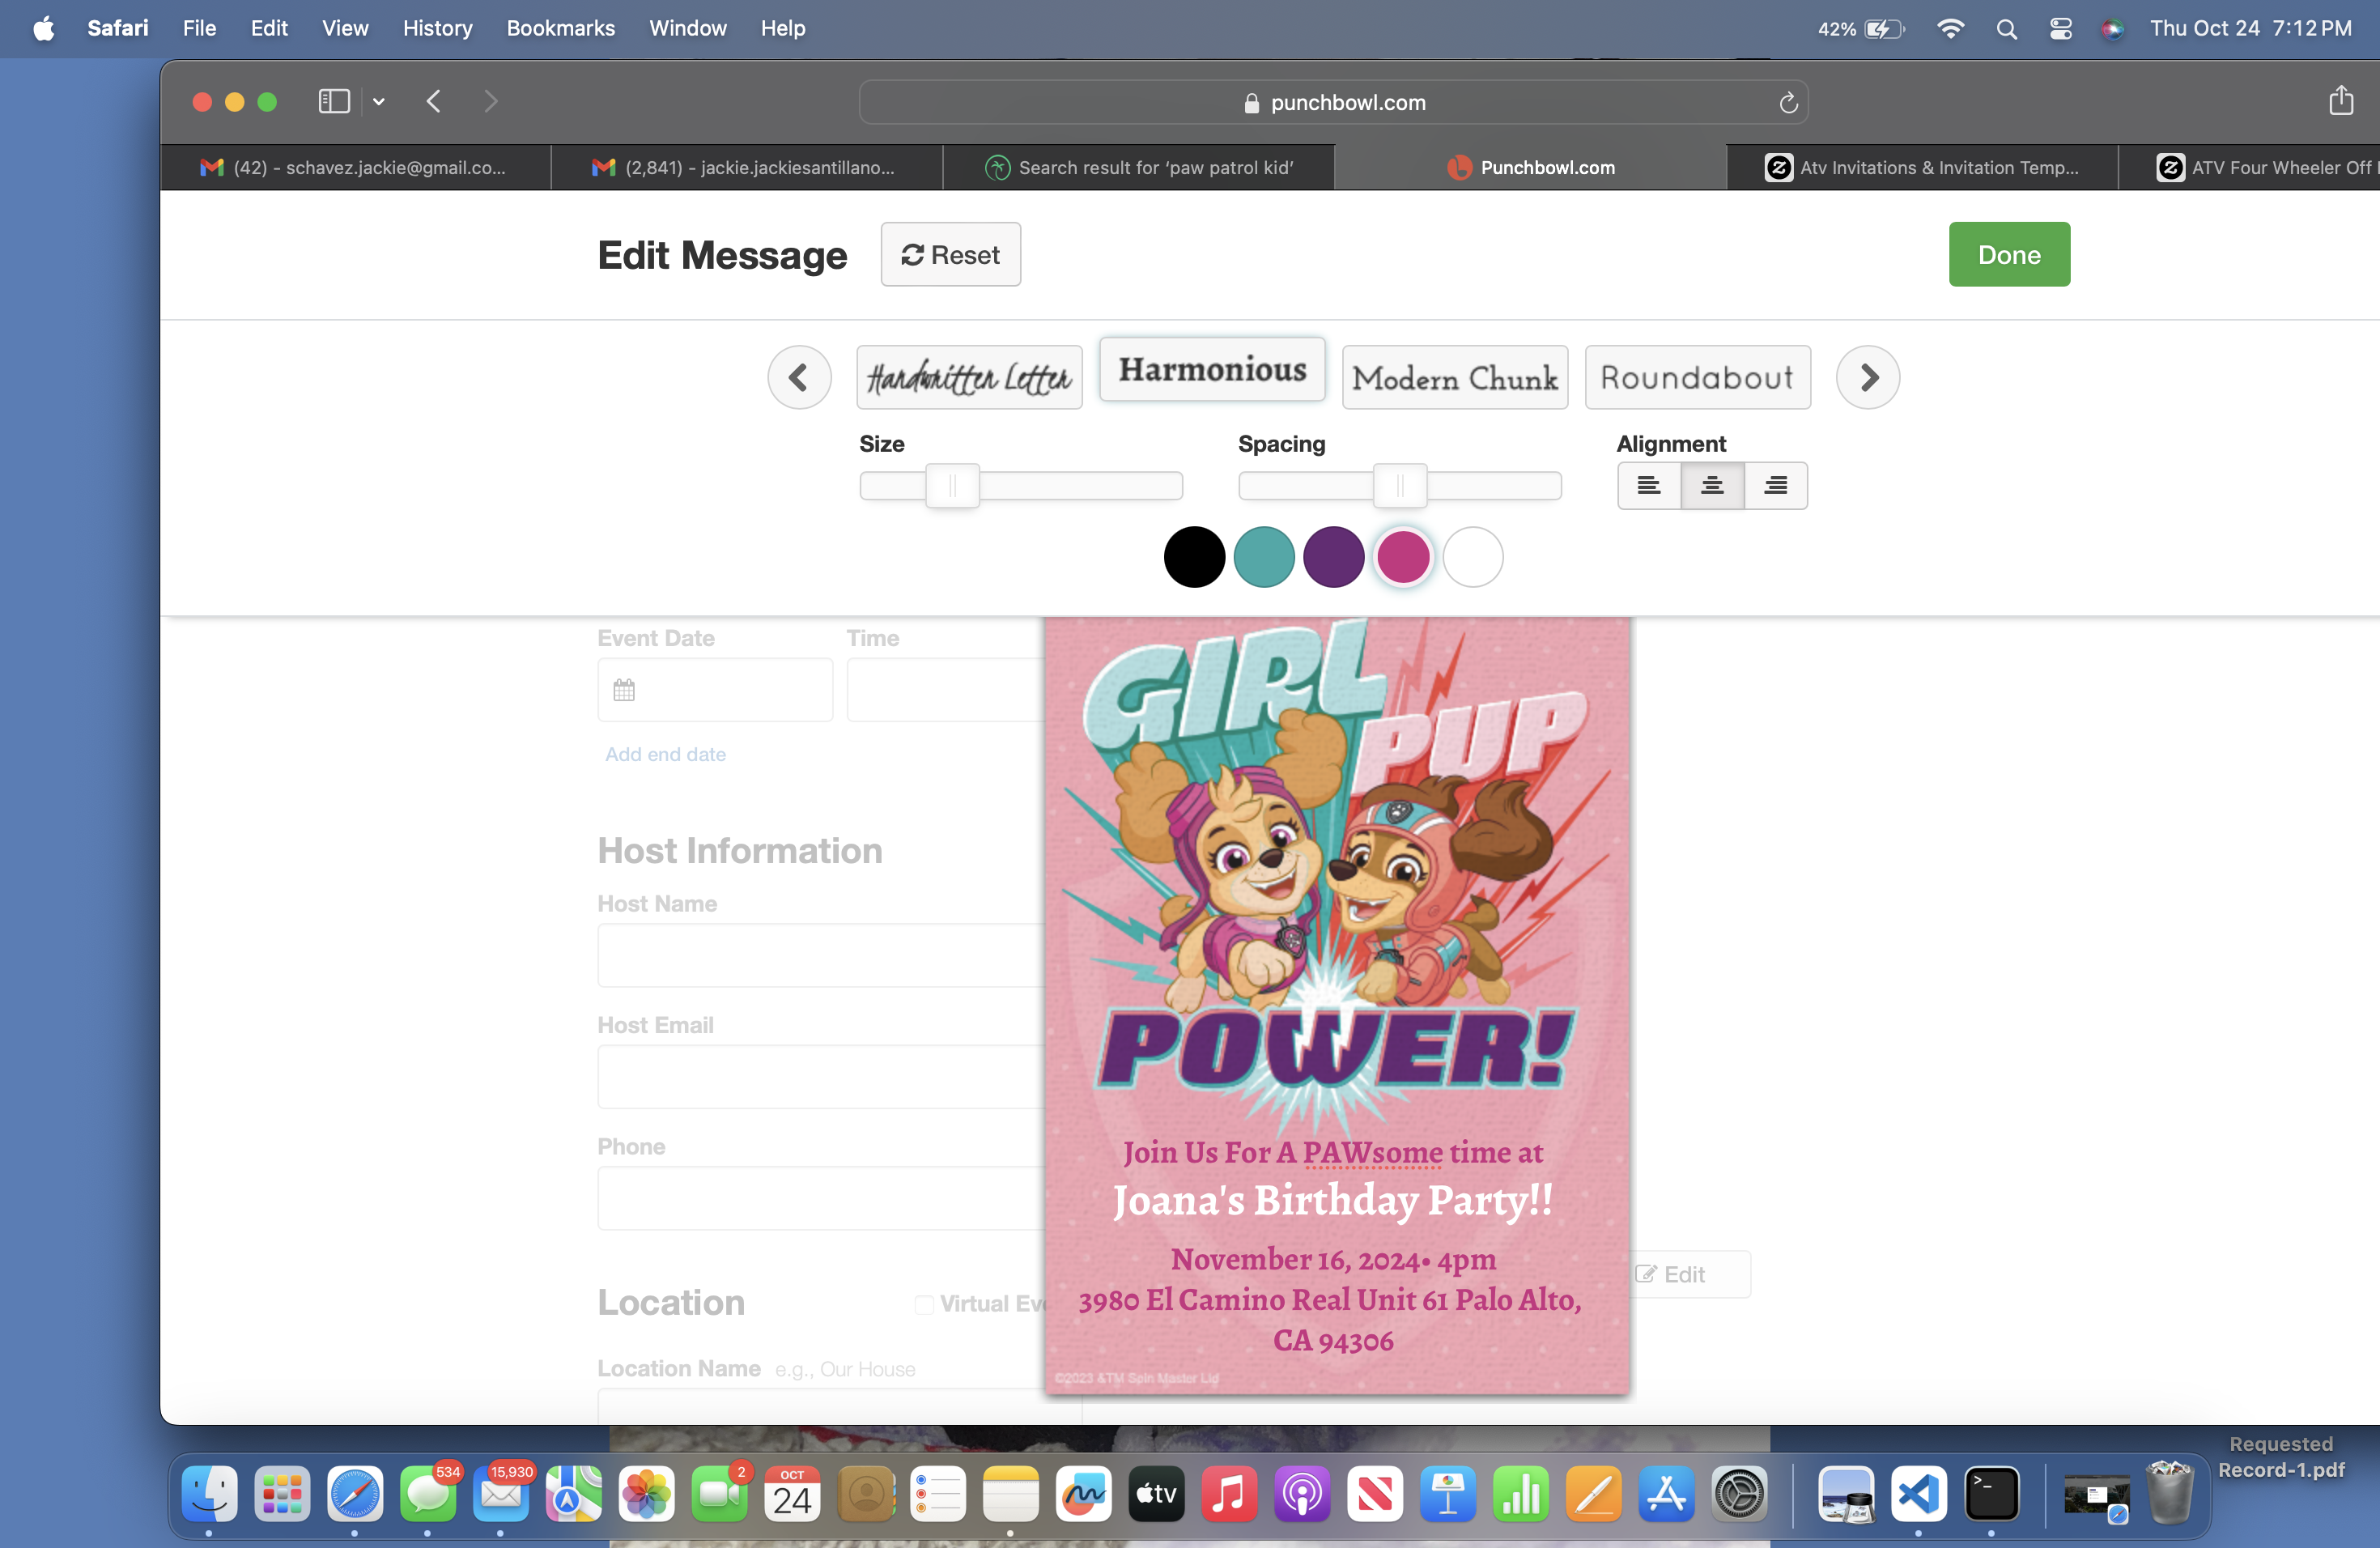 Safari File Edit View History Bookmarks Window Help 42% Thu Oct 24 7:12 PM
punchbowl.com
(42) - schavez.jackie@gmail.co... (2,841) - jackie.jackiesantillano... Search result for ‘paw patrol kid’ Punchbowl.com Atv Invitations & Invitation Temp... ATV Four Wheeler Off
Edit Message Reset Done
Handwritten Letter Harmonious Modern Chunk Roundabout
Size Spacing Alignment
Event Date Time
Add end date
Host Information
Host Name
Host Email
Phone
Location Virtual Eve
Location Name e.g., Our House
GIRL
PUP
POWER!
Join Us For A PAWsome time at
Joana's Birthday Party!!
November 16, 2024• 4pm
3980 El Camino Real Unit 61 Palo Alto,
CA 94306
©2023 &TM Spin Master Ltd
Edit
Requested
Record-1.pdf
534 15,930 2 OCT
24
tv